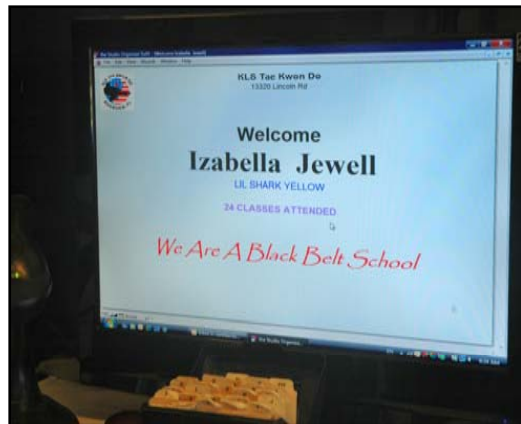 KLS Tae Kwon Do
13320 Lincoln Rd
Welcome
Izabella Jewell
LIL SHARK YELLOW
24 CLASSES ATTENDED
We Are A Black Belt School